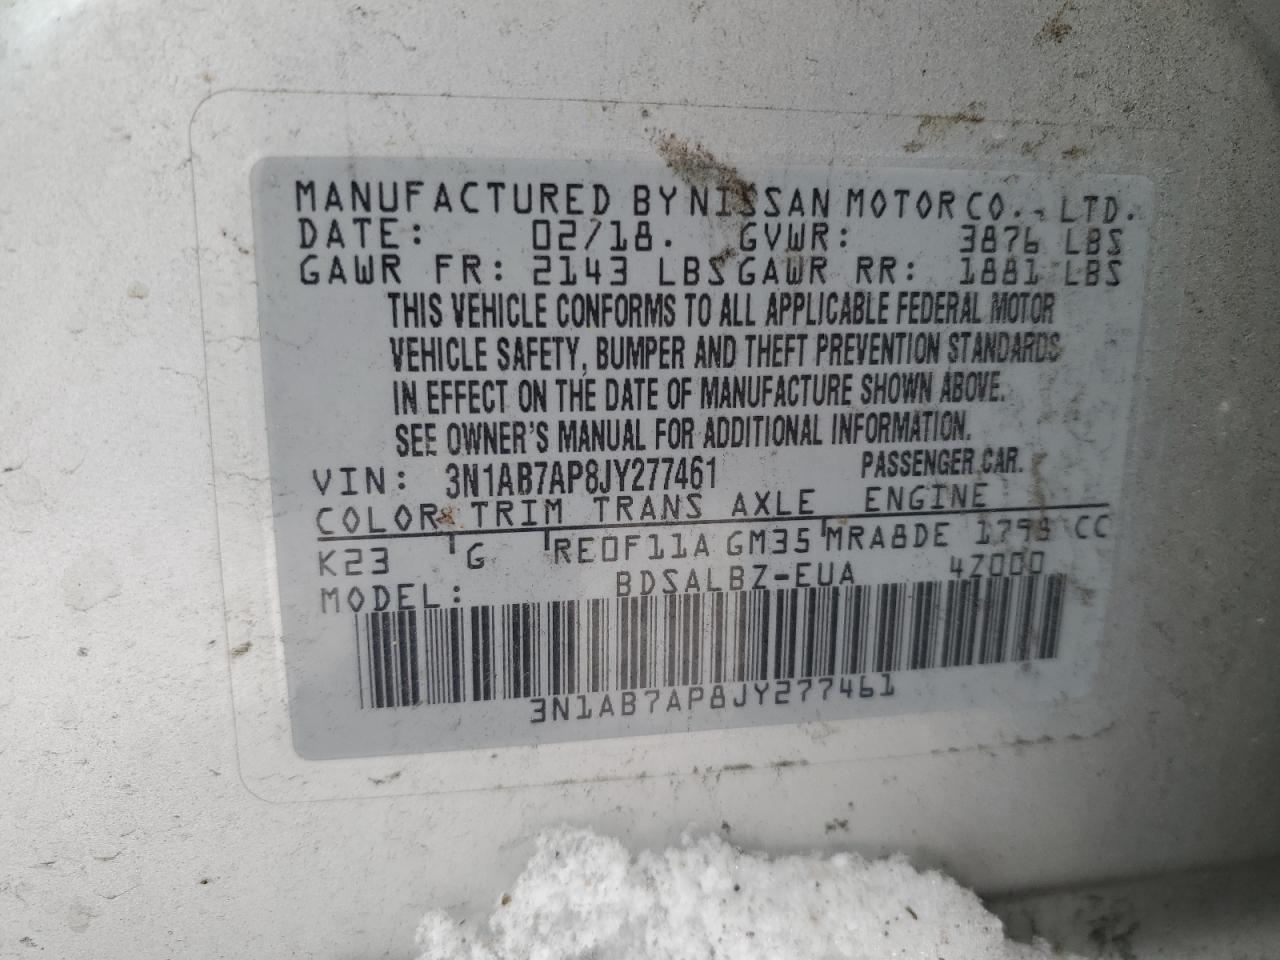 MANUFACTURED BY NISSAN MOTOR CO., LTD.
DATE: 02/18. GVWR: 3876 LBS
GAWR FR: 2143 LBS GAWR RR: 1881 LBS
THIS VEHICLE CONFORMS TO ALL APPLICABLE FEDERAL MOTOR
VEHICLE SAFETY, BUMPER AND THEFT PREVENTION STANDARDS
IN EFFECT ON THE DATE OF MANUFACTURE SHOWN ABOVE.
SEE OWNER'S MANUAL FOR ADDITIONAL INFORMATION.
VIN: 3N1AB7AP8JY277461 PASSENGER CAR.
COLOR TRIM TRANS AXLE ENGINE
K23 G RE0F11A GM35 MRA8DE 1799 CC
MODEL: BDSALBZ-EUA 4Z000
3N1AB7AP8JY277461